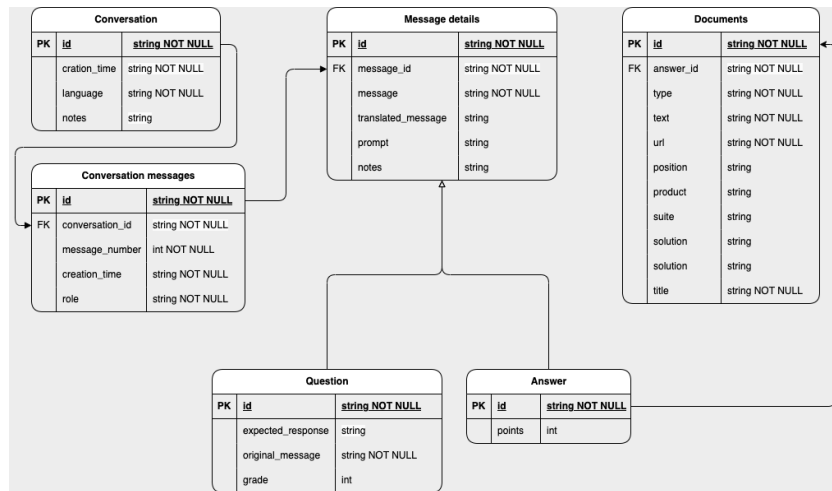 Conversation
PK id string NOT NULL
cration_time string NOT NULL
language string NOT NULL
notes string
Conversation messages
PK id string NOT NULL
FK conversation_id string NOT NULL
message_number int NOT NULL
creation_time string NOT NULL
role string NOT NULL
Message details
PK id string NOT NULL
FK message_id string NOT NULL
message string NOT NULL
translated_message string
prompt string
notes string
Documents
PK id string NOT NULL
FK answer_id string NOT NULL
type string NOT NULL
text string NOT NULL
url string NOT NULL
position string
product string
suite string
solution string
solution string
title string NOT NULL
Question
PK id string NOT NULL
expected_response string
original_message string NOT NULL
grade int
Answer
PK id string NOT NULL
points int